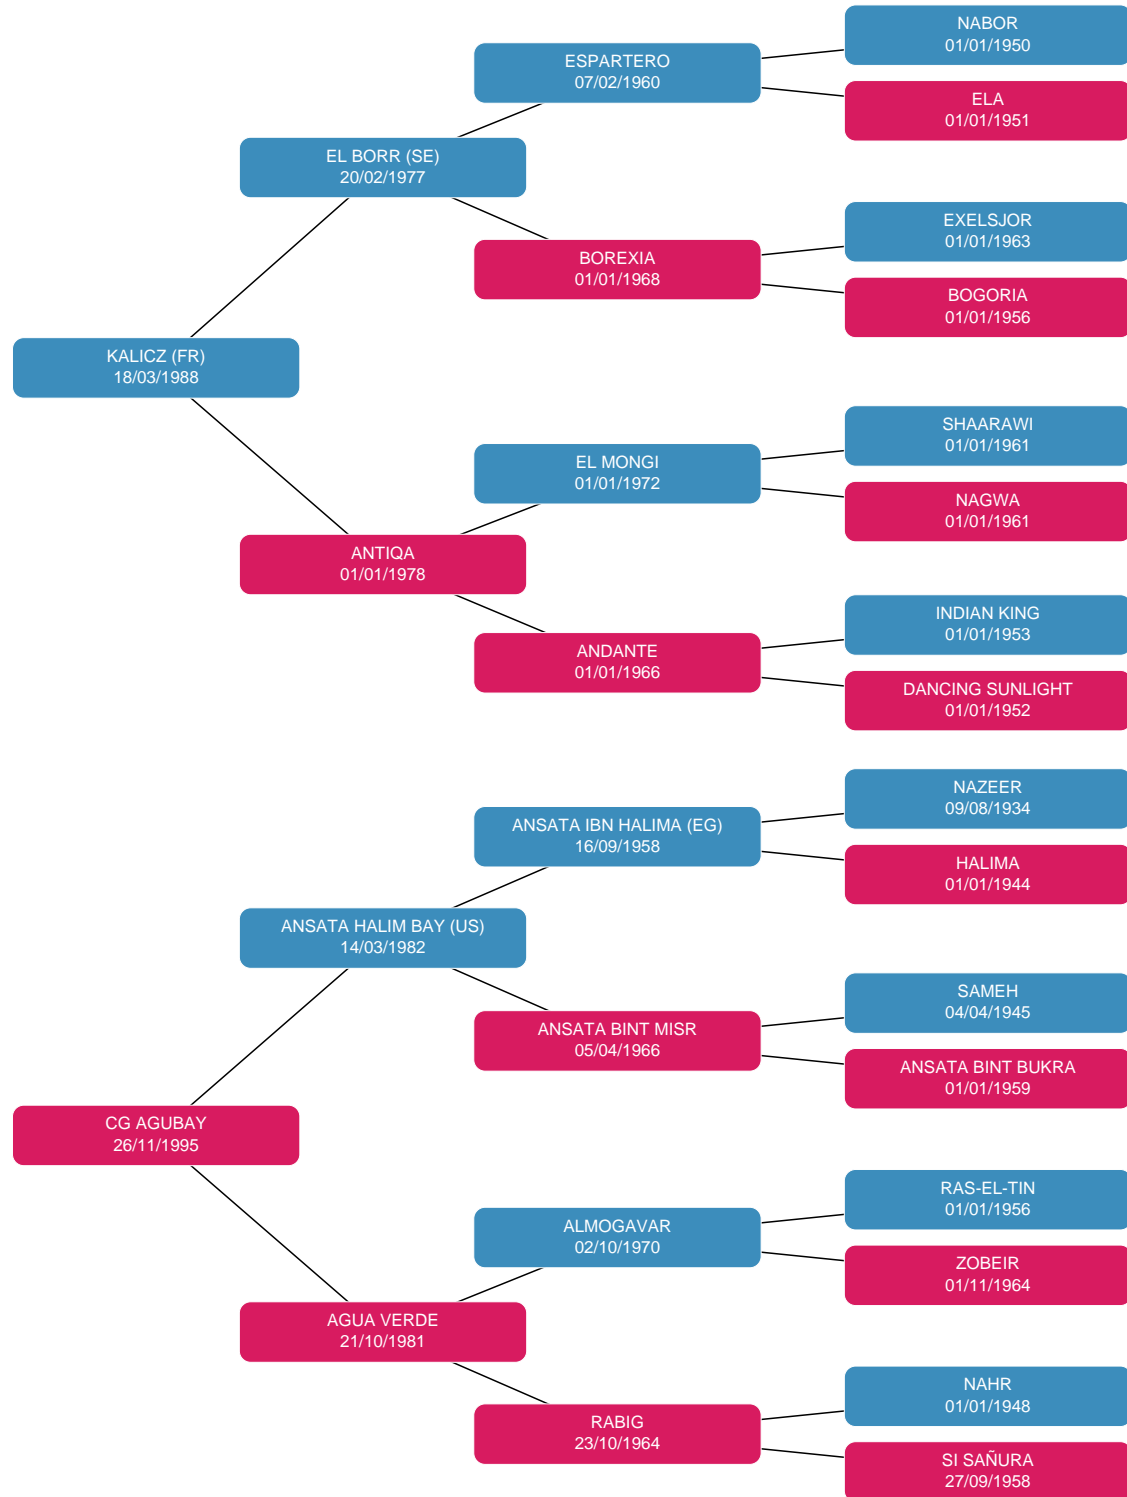 NABOR
01/01/1950
ESPARTERO
07/02/1960
ELA
01/01/1951
EL BORR (SE)
20/02/1977
EXELSJOR
01/01/1963
BOREXIA
01/01/1968
BOGORIA
01/01/1956
KALICZ (FR)
18/03/1988
SHAARAWI
01/01/1961
EL MONGI
01/01/1972
NAGWA
01/01/1961
ANTIQA
01/01/1978
INDIAN KING
01/01/1953
ANDANTE
01/01/1966
DANCING SUNLIGHT
01/01/1952
NAZEER
09/08/1934
ANSATA IBN HALIMA (EG)
16/09/1958
HALIMA
01/01/1944
ANSATA HALIM BAY (US)
14/03/1982
SAMEH
04/04/1945
ANSATA BINT MISR
05/04/1966
ANSATA BINT BUKRA
01/01/1959
CG AGUBAY
26/11/1995
RAS-EL-TIN
01/01/1956
ALMOGAVAR
02/10/1970
ZOBEIR
01/11/1964
AGUA VERDE
21/10/1981
NAHR
01/01/1948
RABIG
23/10/1964
SI SAÑURA
27/09/1958